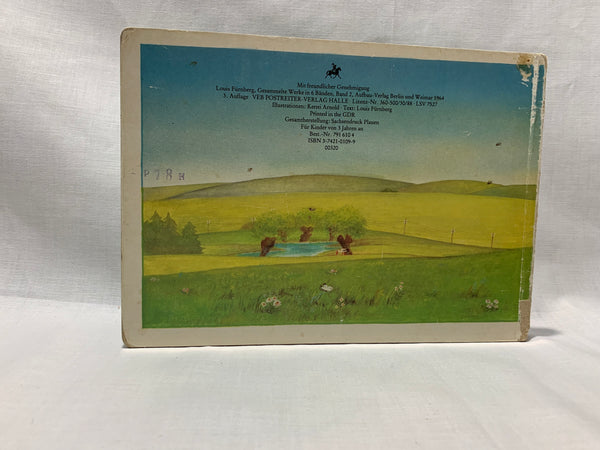 Mit freundlicher Genehmigung
Louis Fürnberg, Gesammelte Werke in 6 Bänden, Band 2, Aufbau-Verlag Berlin und Weimar 1964
5. Auflage · VEB POSTREITER-VERLAG HALLE · Lizenz-Nr. 360-500/50/88 · LSV 7527
Illustrationen: Karen Arnold · Text: Louis Fürnberg
Printed in the GDR
Gesamtherstellung: Sachsendruck Plauen
Für Kinder von 3 Jahren an
Best.-Nr. 791 610 4
ISBN 3-7421-0109-9
00320